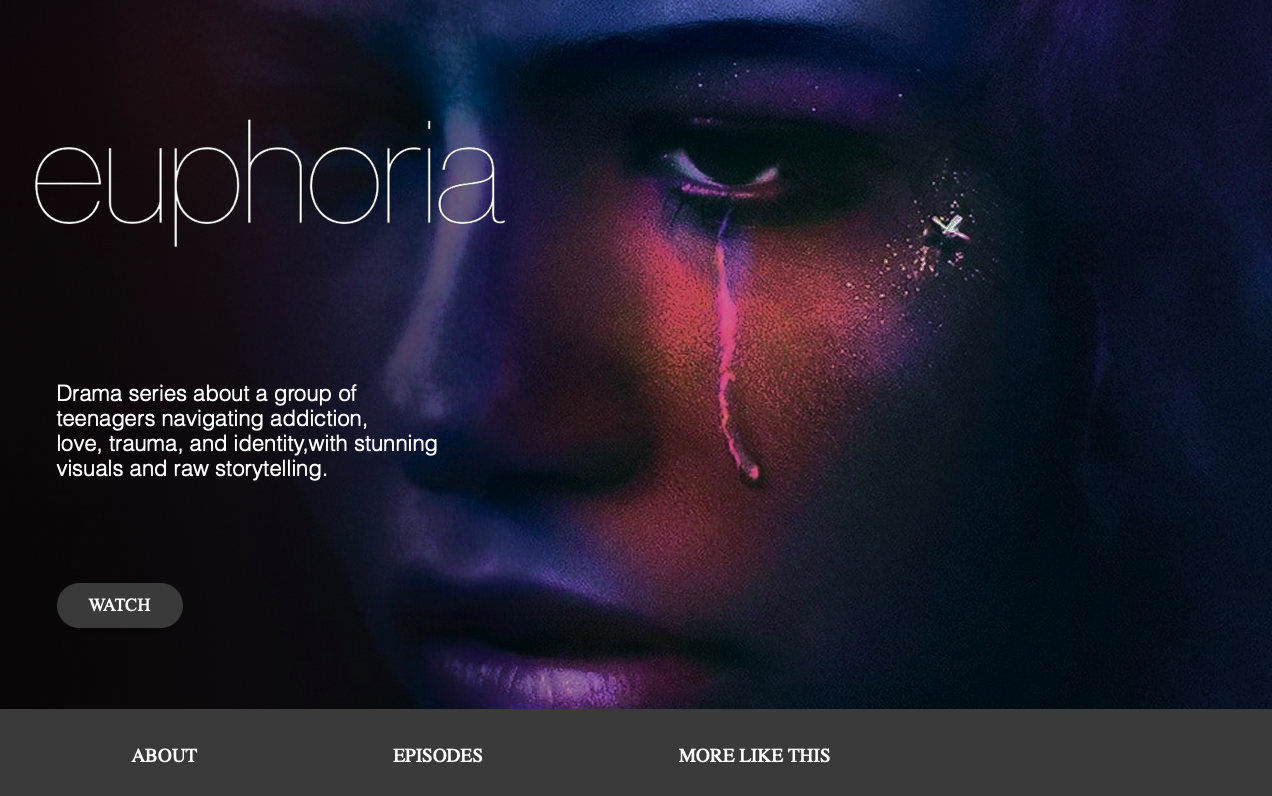 euphoria
Drama series about a group of
teenagers navigating addiction,
love, trauma, and identity,with stunning
visuals and raw storytelling.
WATCH
ABOUT EPISODES MORE LIKE THIS